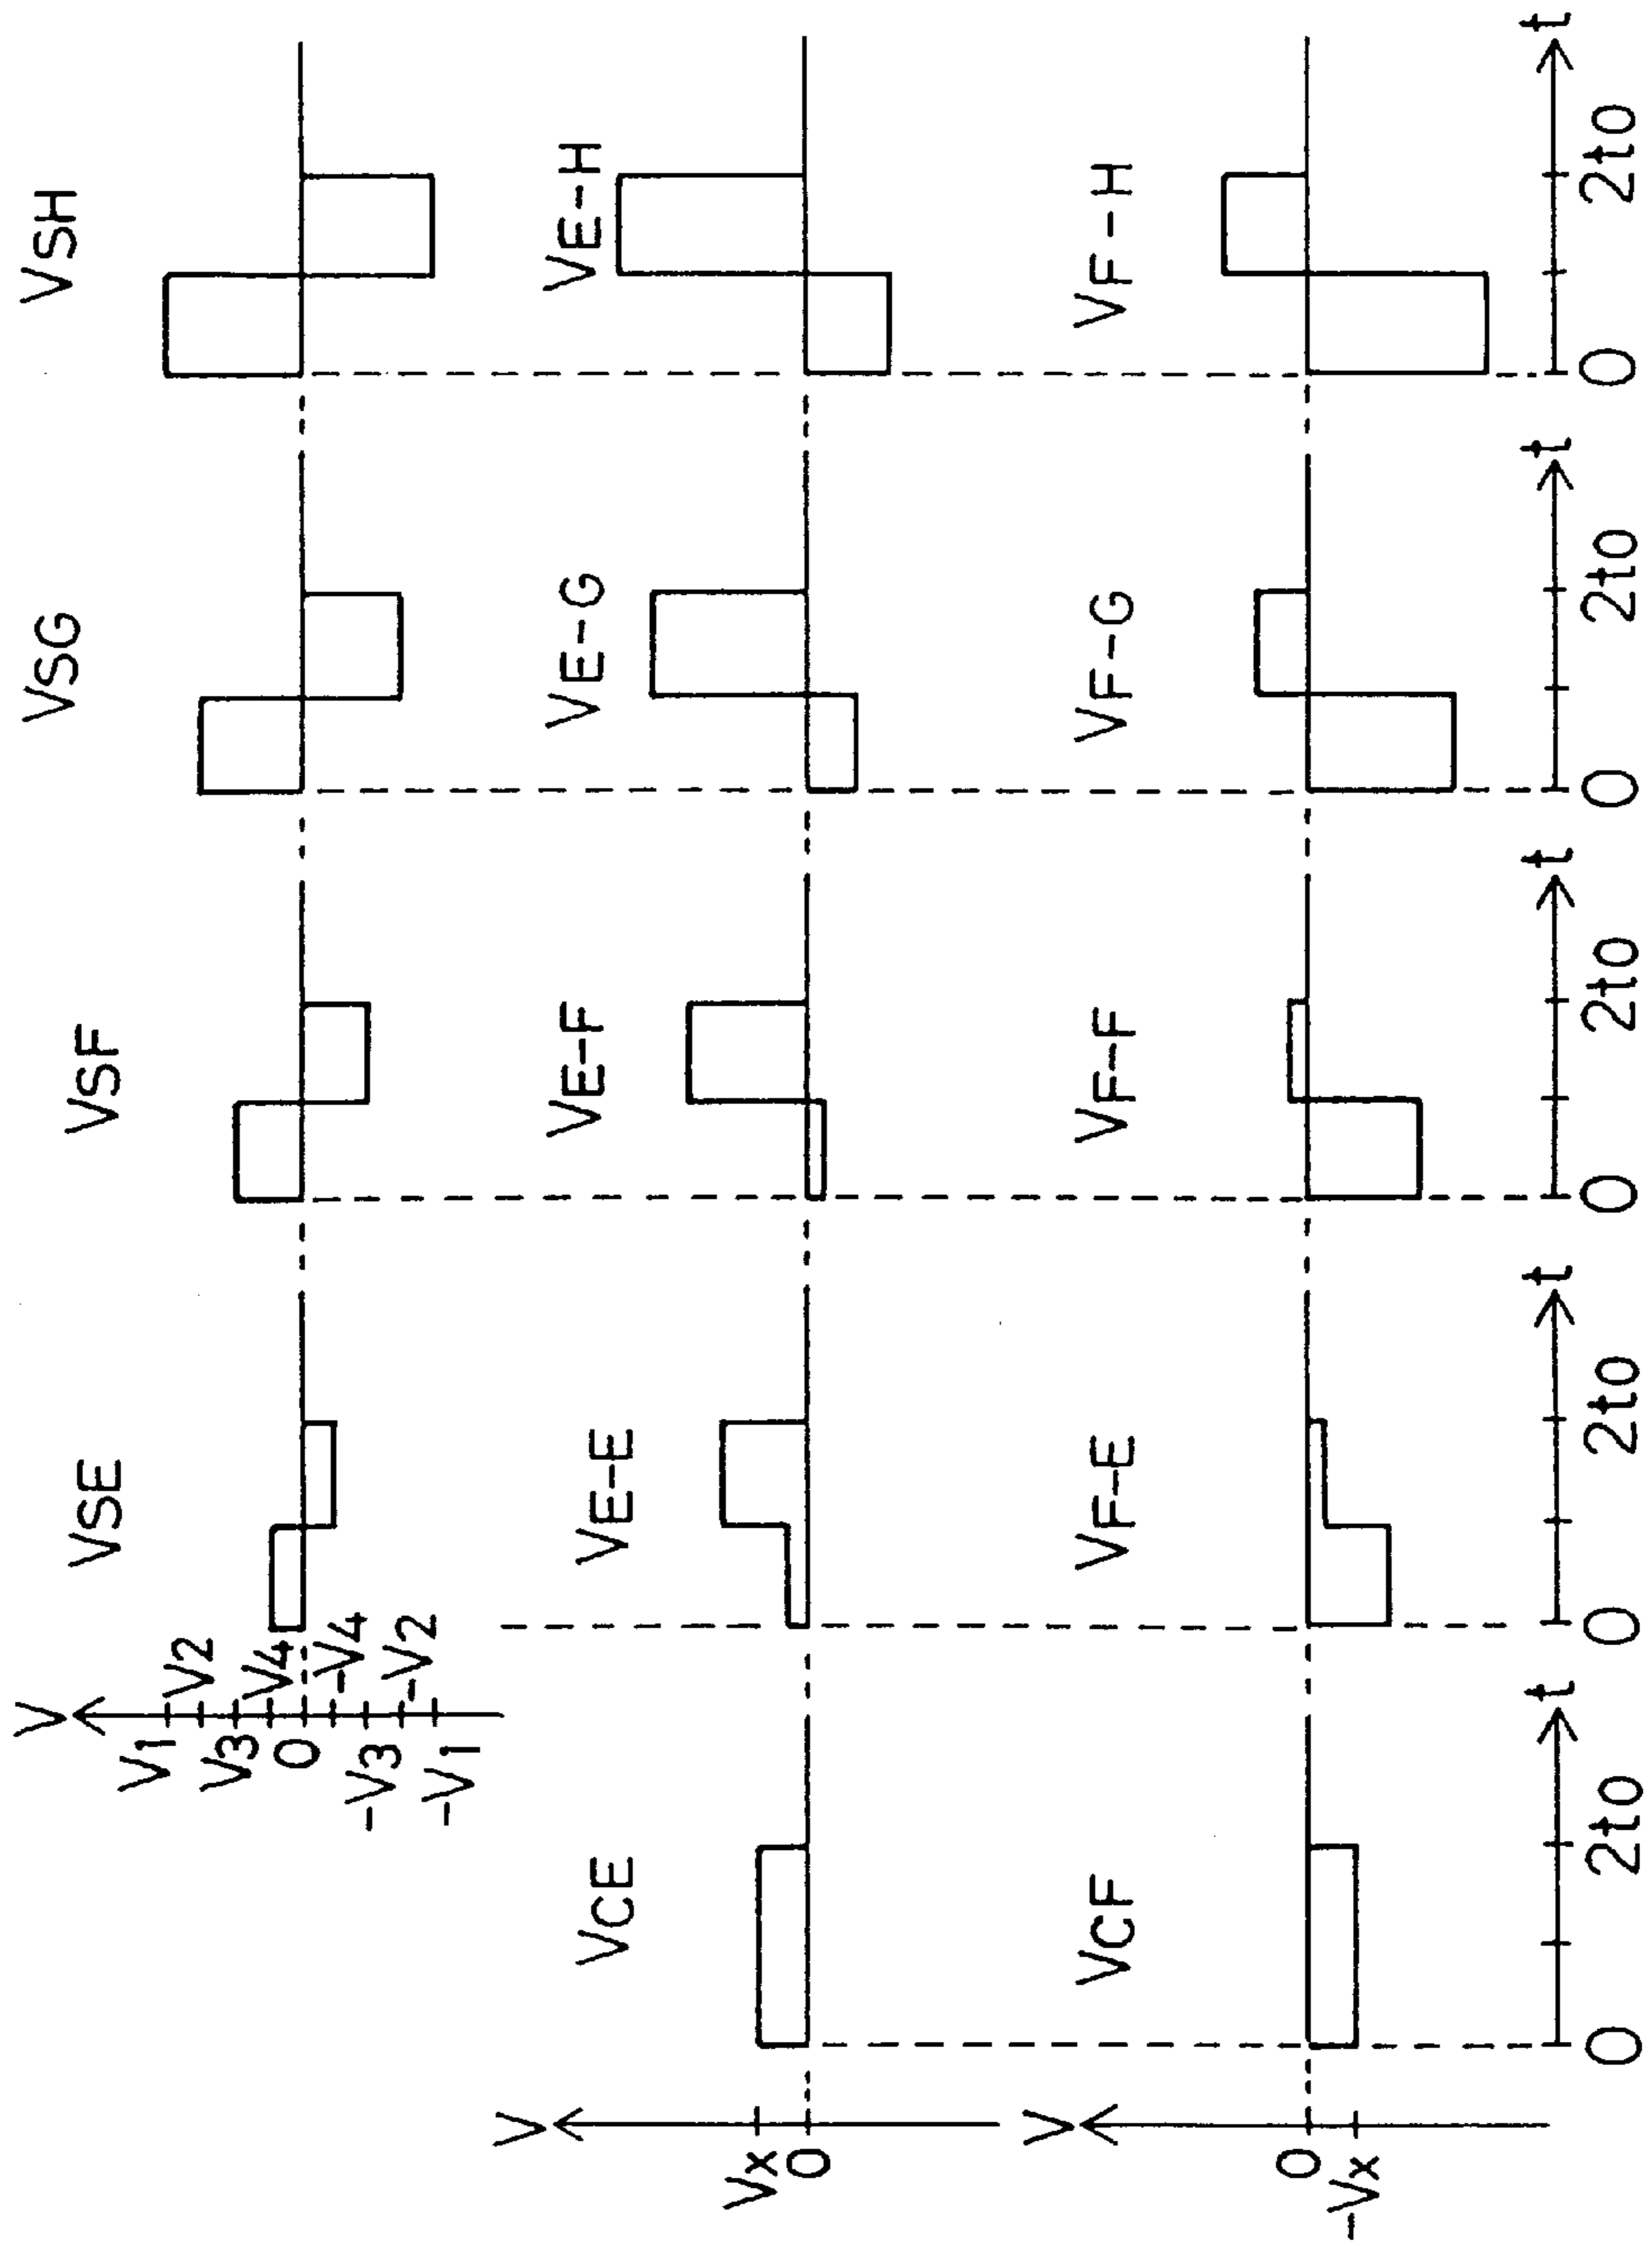 V
V1
V2
V3
V4
0
-V4
-V3
-V2
-V1
VSE
VSF
VSG
VSH
V
Vx
0
VCE
VE-E
VE-F
VE-G
VE-H
V
0
-Vx
VCF
VF-E
VF-F
VF-G
VF-H
0 2to t
0 2to t
0 2to t
0 2to t
0 2to t